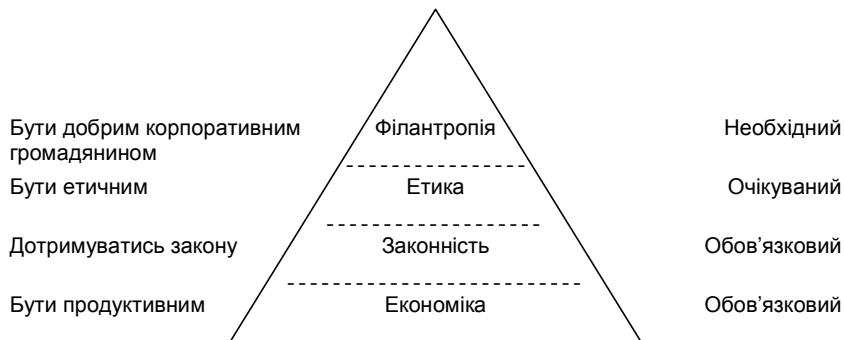 Бути добрим корпоративним Філантропія Необхідний
громадянином
Бути етичним Етика Очікуваний
Дотримуватись закону Законність Обов'язковий
Бути продуктивним Економіка Обов'язковий